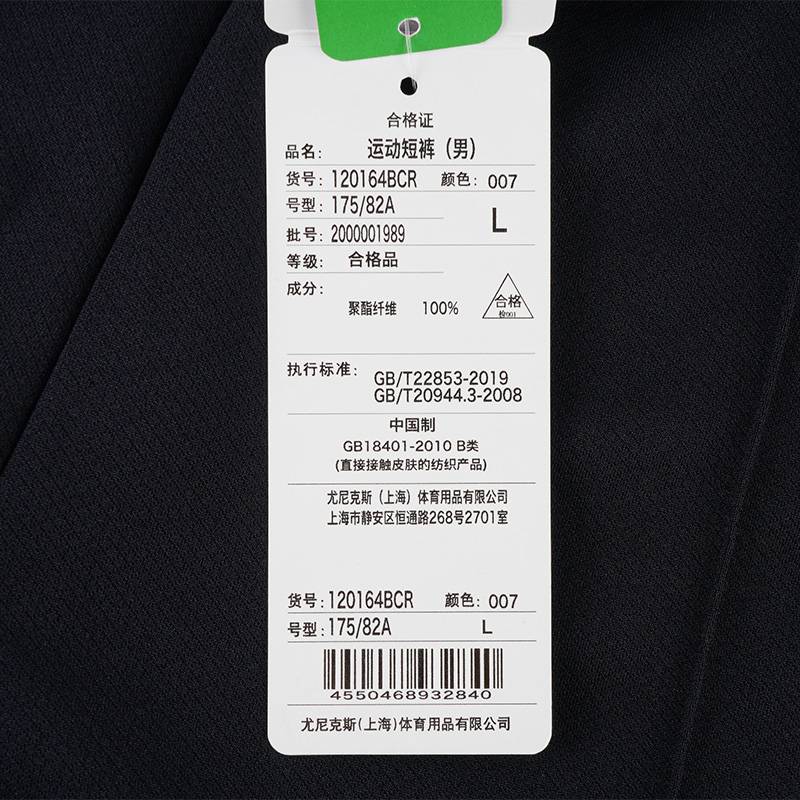 合格证
品名: 运动短裤（男）
货号: 120164BCR 颜色: 007
号型: 175/82A
L
批号: 2000001989
等级: 合格品
成分:
聚酯纤维 100%
合格
检001
执行标准: GB/T22853-2019
GB/T20944.3-2008
中国制
GB18401-2010 B类
(直接接触皮肤的纺织产品)
尤尼克斯（上海）体育用品有限公司
上海市静安区恒通路268号2701室
货号: 120164BCR 颜色: 007
号型: 175/82A L
4550468932840
尤尼克斯(上海)体育用品有限公司